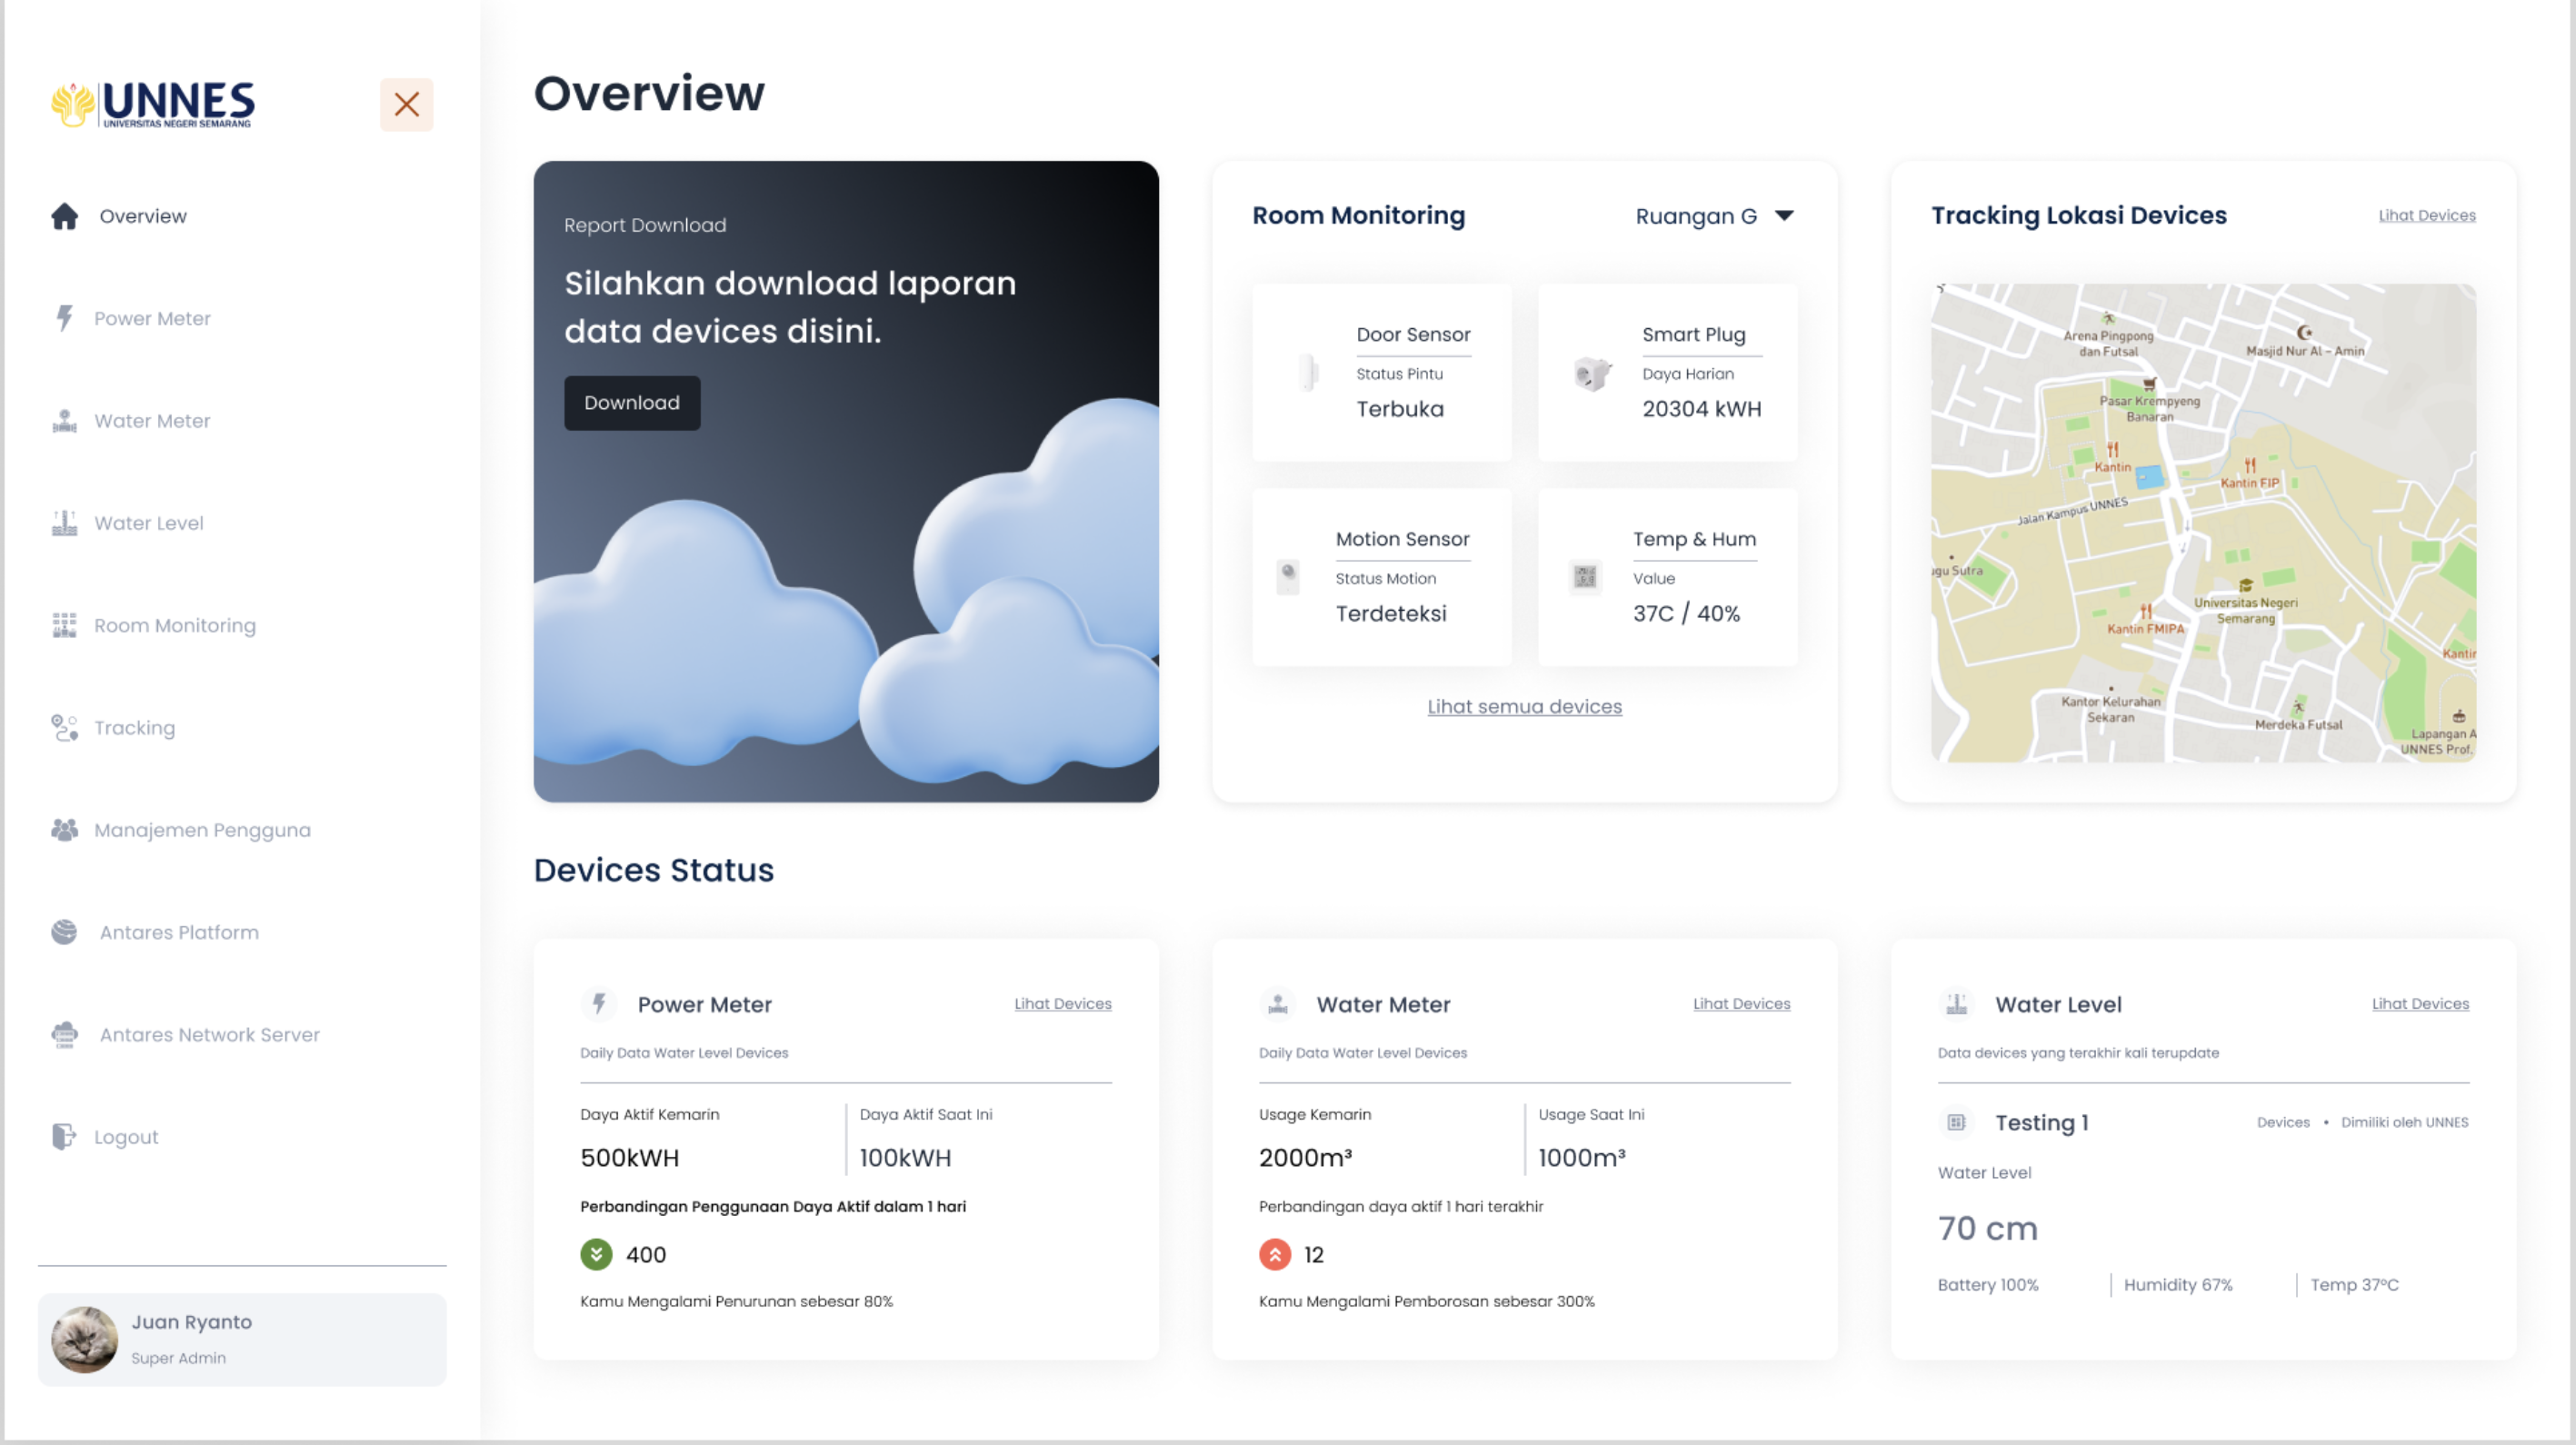 UNNES
UNIVERSITAS NEGERI SEMARANG
Overview
Power Meter
Water Meter
Water Level
Room Monitoring
Tracking
Manajemen Pengguna
Antares Platform
Antares Network Server
Logout
Juan Ryanto
Super Admin
Overview
Report Download
Silahkan download laporan
data devices disini.
Download
Room Monitoring
Ruangan G
Door Sensor
Status Pintu
Terbuka
Smart Plug
Daya Harian
20304 kWH
Motion Sensor
Status Motion
Terdeteksi
Temp & Hum
Value
37C / 40%
Lihat semua devices
Tracking Lokasi Devices
Lihat Devices
Arena Pingpong
dan Futsal
Masjid Nur Al - Amin
Pasar Krempyeng
Banaran
Kantin
Kantin FIP
Jalan Kampus UNNES
ugu Sutra
Universitas Negeri
Semarang
Kantin FMIPA
Kantin
Kantor Kelurahan
Sekaran
Merdeka Futsal
Lapangan A
UNNES Prof.
Devices Status
Power Meter
Lihat Devices
Daily Data Water Level Devices
Daya Aktif Kemarin
500kWH
Daya Aktif Saat Ini
100kWH
Perbandingan Penggunaan Daya Aktif dalam 1 hari
400
Kamu Mengalami Penurunan sebesar 80%
Water Meter
Lihat Devices
Daily Data Water Level Devices
Usage Kemarin
2000m³
Usage Saat Ini
1000m³
Perbandingan daya aktif 1 hari terakhir
12
Kamu Mengalami Pemborosan sebesar 300%
Water Level
Lihat Devices
Data devices yang terakhir kali terupdate
Testing 1
Devices • Dimiliki oleh UNNES
Water Level
70 cm
Battery 100%
Humidity 67%
Temp 37°C